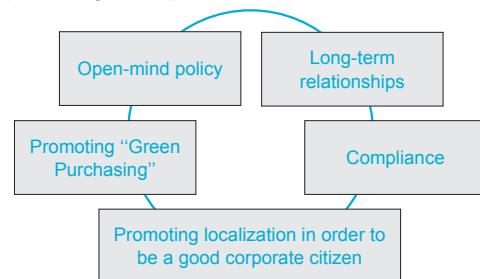 Open-mind policy
Long-term
relationships
Promoting “Green
Purchasing”
Compliance
Promoting localization in order to
be a good corporate citizen